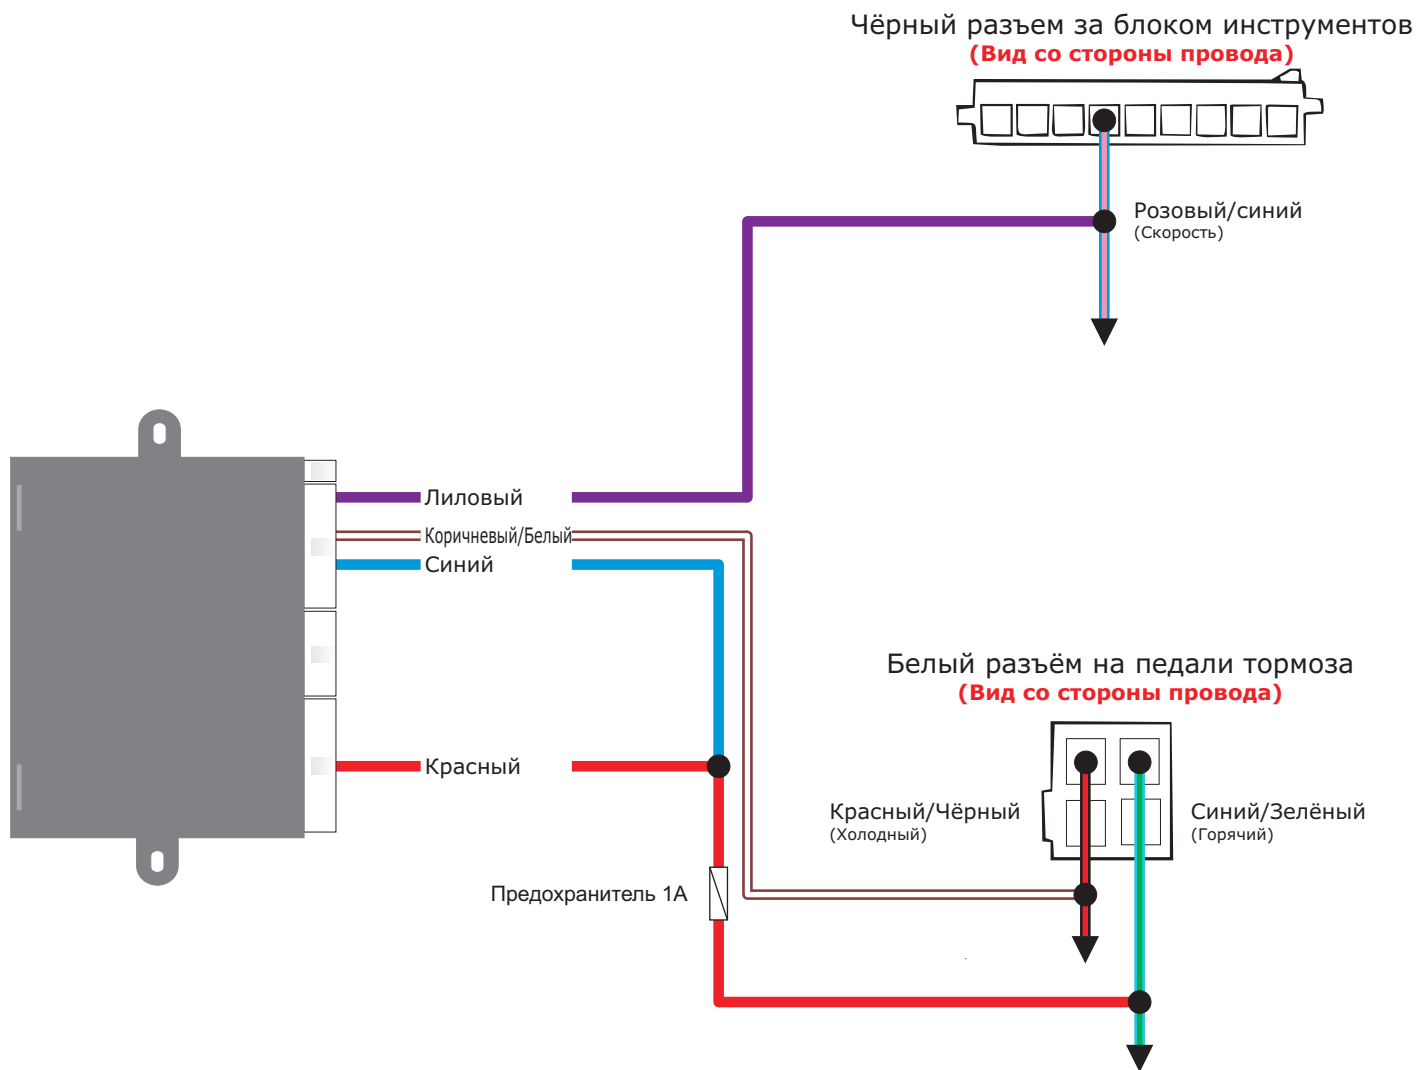 Чёрный разъем за блоком инструментов
(Вид со стороны провода)
Розовый/синий
(Скорость)
Лиловый
Коричневый/Белый
Синий
Белый разъём на педали тормоза
(Вид со стороны провода)
Красный
Красный/Чёрный
(Холодный)
Синий/Зелёный
(Горячий)
Предохранитель 1А